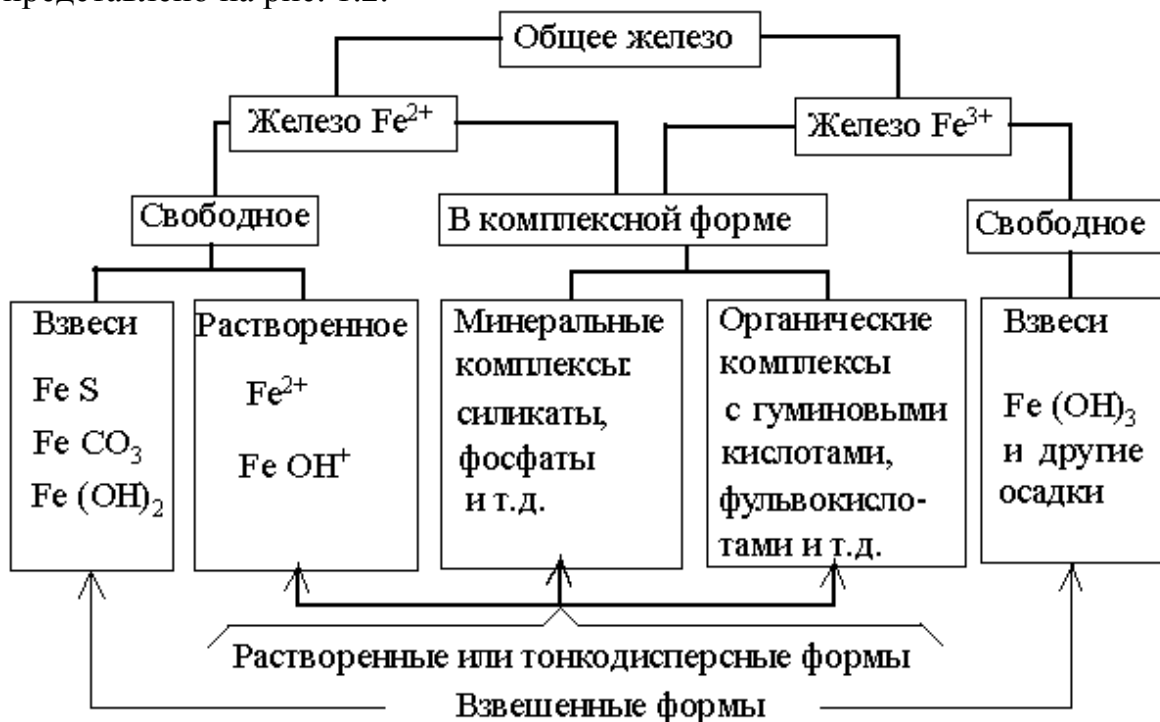 представлено на рис. 1.2.
Общее железо
Железо Fe²⁺
Железо Fe³⁺
Свободное
В комплексной форме
Свободное
Взвеси
Fe S
Fe CO₃
Fe (OH)₂
Растворенное
Fe²⁺
Fe OH⁺
Минеральные
комплексы:
силикаты,
фосфаты
и т.д.
Органические
комплексы
с гуминовыми
кислотами,
фульвокисло-
тами и т.д.
Взвеси
Fe (OH)₃
и другие
осадки
Растворенные или тонкодисперсные формы
Взвешенные формы